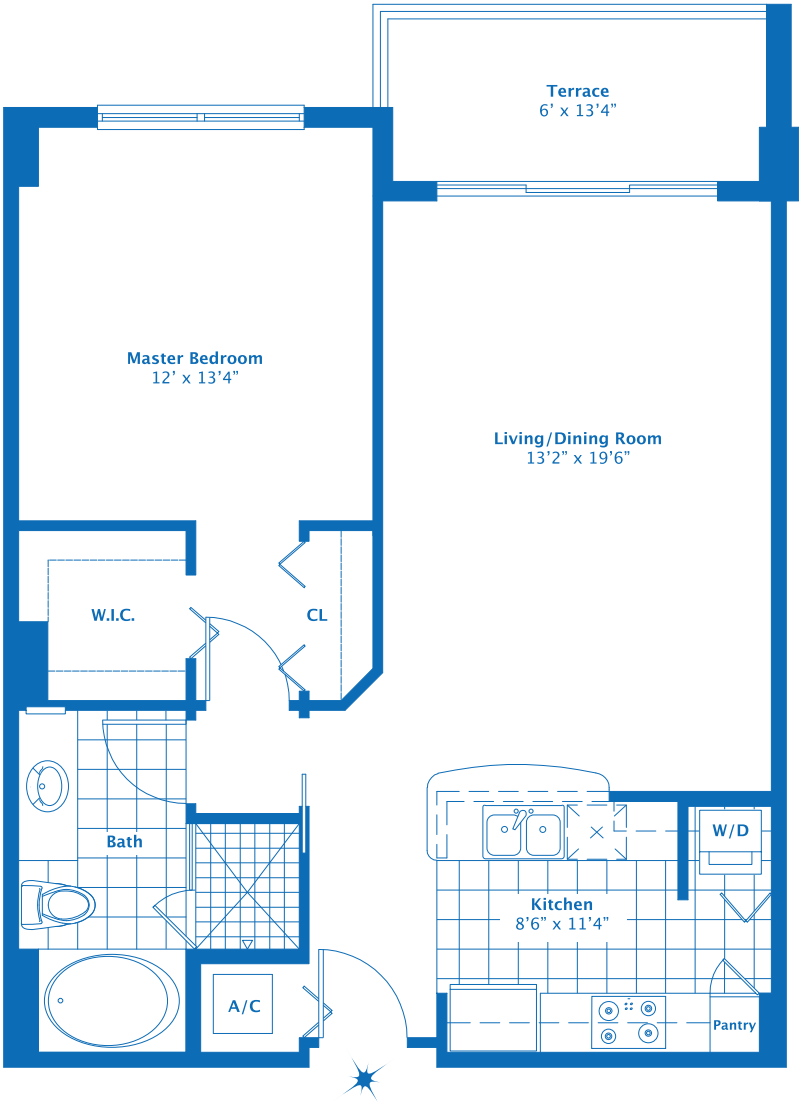 Terrace
6’ x 13’4”
Master Bedroom
12’ x 13’4”
Living/Dining Room
13’2” x 19’6”
W.I.C.
CL
Bath
W/D
Kitchen
8’6” x 11’4”
A/C
Pantry